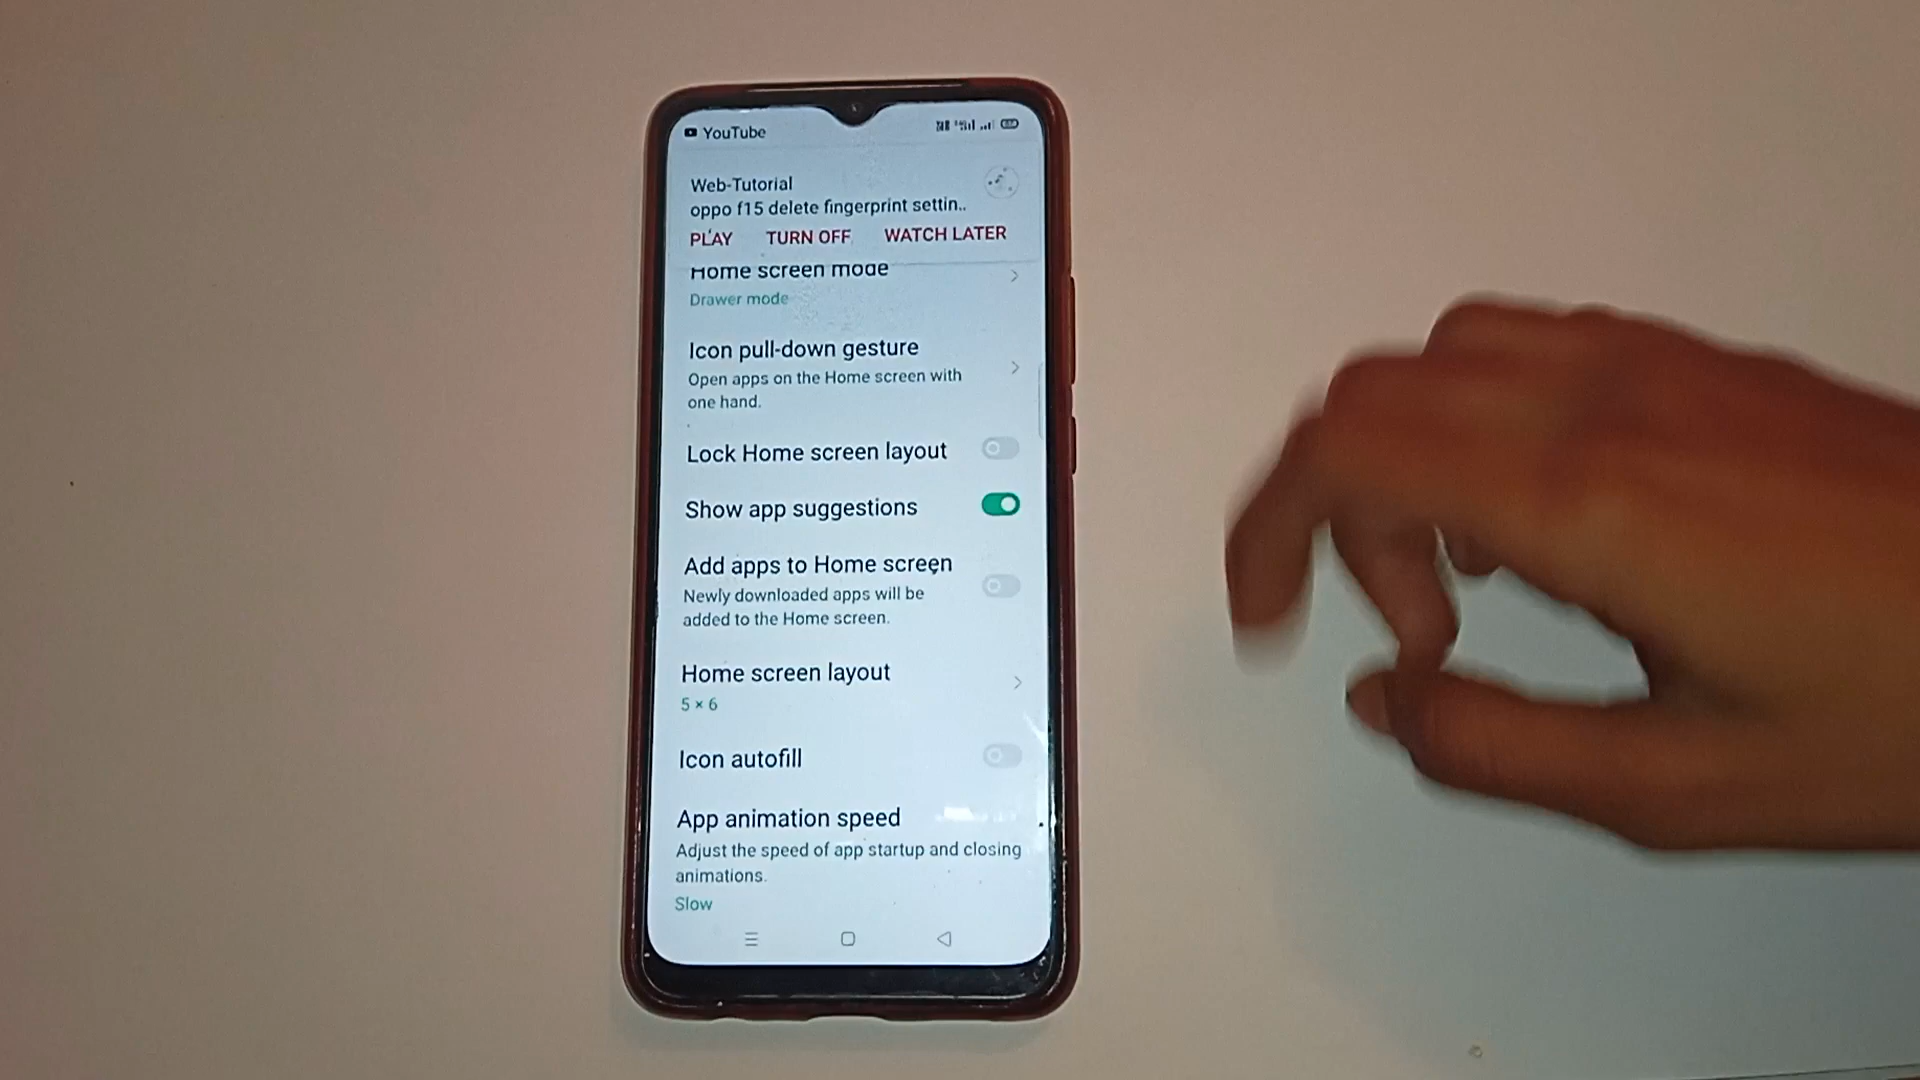 YouTube
Web-Tutorial
oppo f15 delete fingerprint settin..
PLAY TURN OFF WATCH LATER
Home screen mode
Drawer mode
Icon pull-down gesture
Open apps on the Home screen with
one hand.
Lock Home screen layout
Show app suggestions
Add apps to Home screen
Newly downloaded apps will be
added to the Home screen.
Home screen layout
5 × 6
Icon autofill
App animation speed
Adjust the speed of app startup and closing
animations.
Slow